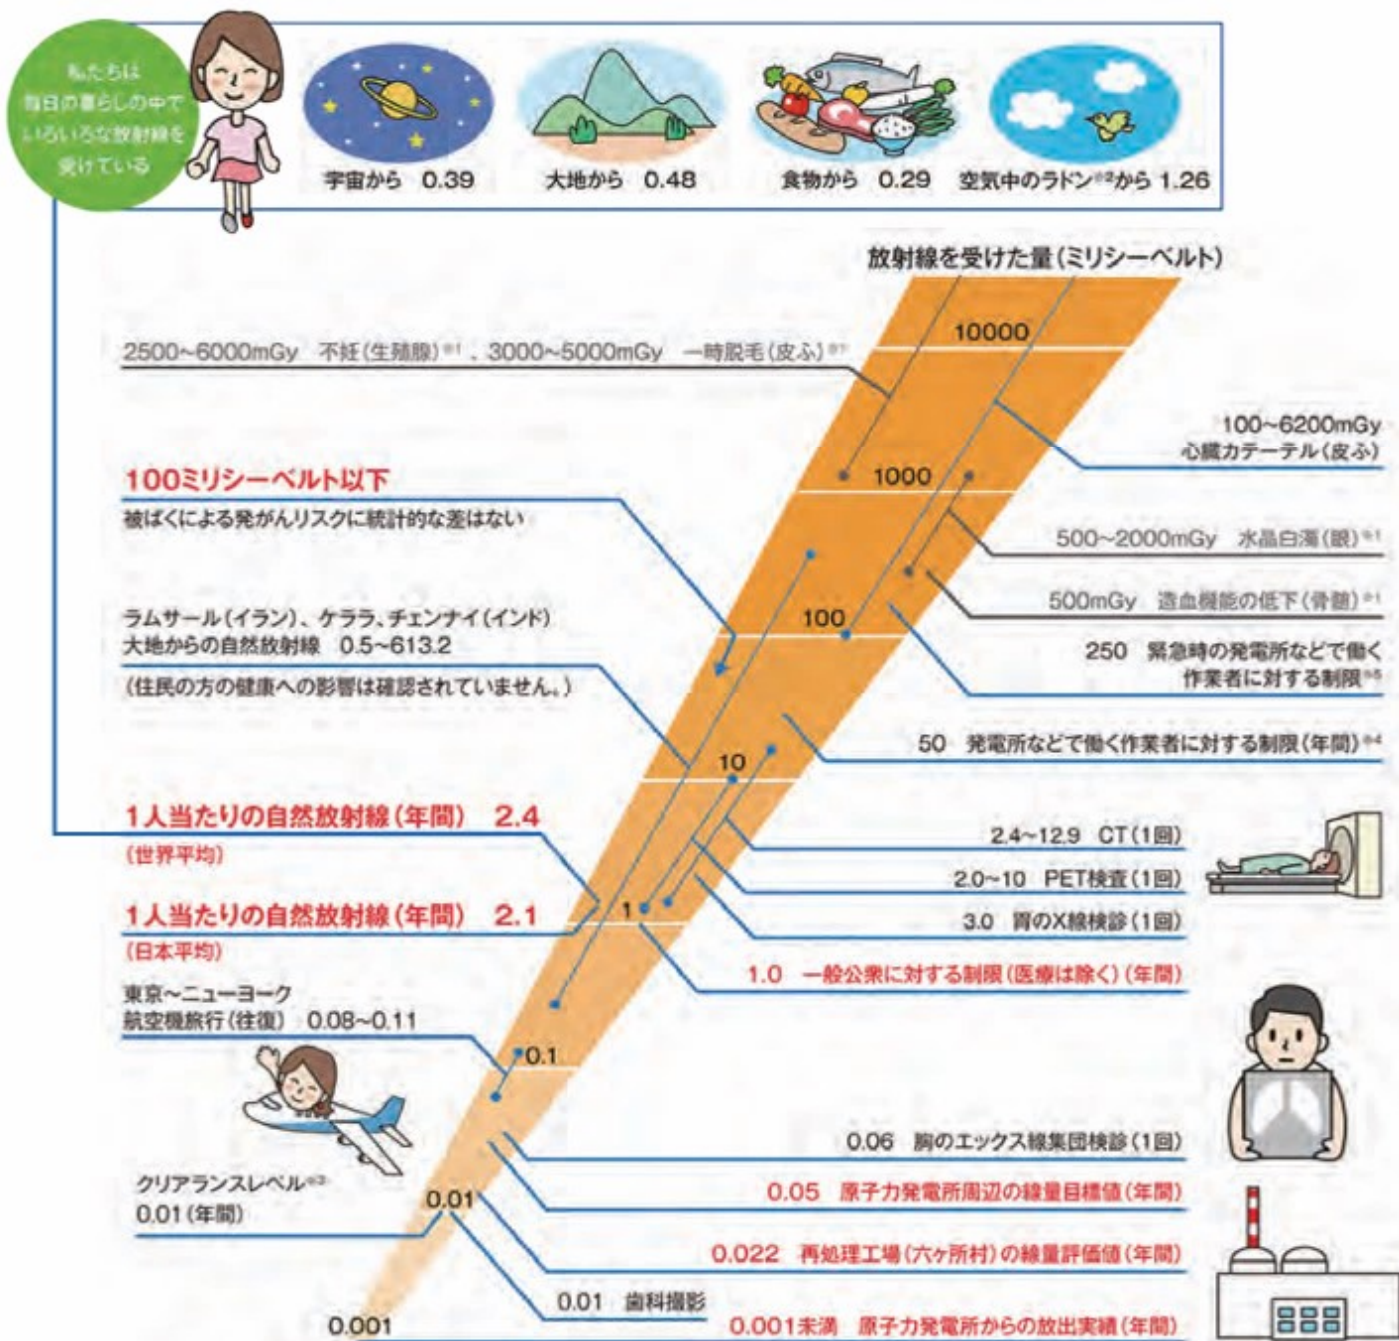 私たちは
毎日の暮らしの中で
いろいろな放射線を
受けている
宇宙から 0.39
大地から 0.48
食物から 0.29
空気中のラドン※2から 1.26
放射線を受けた量(ミリシーベルト)
10000
2500~6000mGy 不妊(生殖腺)※1 、3000~5000mGy 一時脱毛(皮ふ)※1
100~6200mGy
心臓カテーテル(皮ふ)
1000
100ミリシーベルト以下
被ばくによる発がんリスクに統計的な差はない
500~2000mGy 水晶白濁(眼)※1
500mGy 造血機能の低下(骨髄)※1
100
ラムサール(イラン)、ケララ、チェンナイ(インド)
大地からの自然放射線 0.5~613.2
(住民の方の健康への影響は確認されていません。)
250 緊急時の発電所などで働く
作業者に対する制限※5
50 発電所などで働く作業者に対する制限(年間)※4
10
1人当たりの自然放射線(年間) 2.4
(世界平均)
2.4~12.9 CT(1回)
2.0~10 PET検査(1回)
1人当たりの自然放射線(年間) 2.1
(日本平均)
1
3.0 胃のX線検診(1回)
1.0 一般公衆に対する制限(医療は除く)(年間)
東京~ニューヨーク
航空機旅行(往復) 0.08~0.11
0.1
0.06 胸のエックス線集団検診(1回)
0.05 原子力発電所周辺の線量目標値(年間)
クリアランスレベル※3
0.01(年間)
0.01
0.022 再処理工場(六ヶ所村)の線量評価値(年間)
0.01 歯科撮影
0.001
0.001未満 原子力発電所からの放出実績(年間)